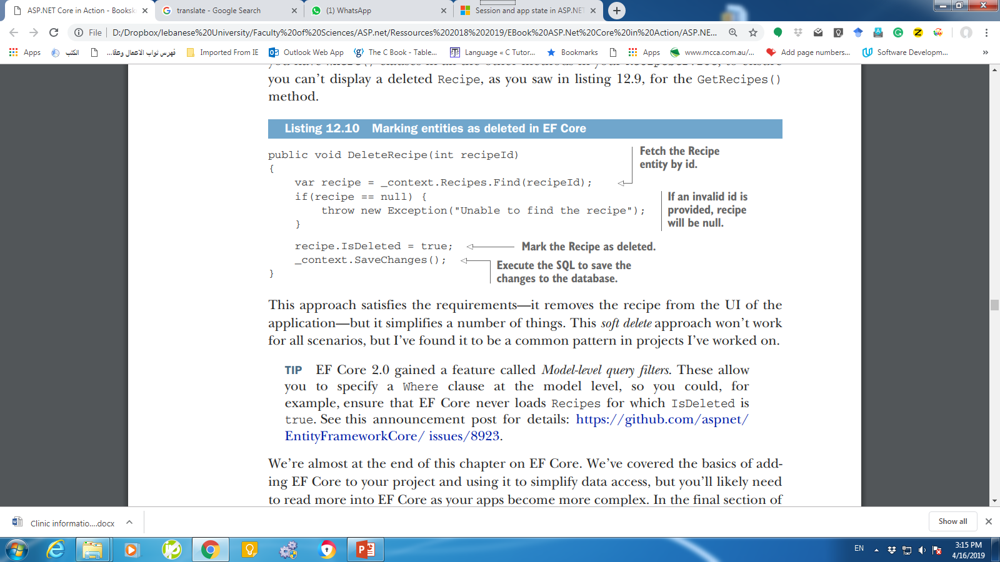 ASP.NET Core in Action - Booksk
translate - Google Search
(1) WhatsApp
Session and app state in ASP.NET
File
D:/Dropbox/lebanese%20University/Faculty%20of%20Sciences/ASP.net/Ressources%202018%202019/EBook%20ASP.Net%20Core%20in%20Action/ASP.NE...
Apps
الكتب
فهرس ثواب الاعمال وعقا...
Imported From IE
Outlook Web App
The C Book - Table...
Language « C Tutor...
Bookmarks
Apps
www.mcca.com.au/...
Add page numbers...
Software Developm...
»
you can't display a deleted Recipe, as you saw in listing 12.9, for the GetRecipes()
method.
Listing 12.10 Marking entities as deleted in EF Core
public void DeleteRecipe(int recipeId)
{
var recipe = _context.Recipes.Find(recipeId);
if(recipe == null) {
throw new Exception("Unable to find the recipe");
}
recipe.IsDeleted = true;
_context.SaveChanges();
}
Fetch the Recipe
entity by id.
If an invalid id is
provided, recipe
will be null.
Mark the Recipe as deleted.
Execute the SQL to save the
changes to the database.
This approach satisfies the requirements—it removes the recipe from the UI of the
application—but it simplifies a number of things. This soft delete approach won't work
for all scenarios, but I've found it to be a common pattern in projects I've worked on.
TIP EF Core 2.0 gained a feature called Model-level query filters. These allow
you to specify a Where clause at the model level, so you could, for
example, ensure that EF Core never loads Recipes for which IsDeleted is
true. See this announcement post for details: https://github.com/aspnet/
EntityFrameworkCore/ issues/8923.
We're almost at the end of this chapter on EF Core. We've covered the basics of add-
ing EF Core to your project and using it to simplify data access, but you'll likely need
to read more into EF Core as your apps become more complex. In the final section of
Clinic informatio....docx
Show all
EN
3:15 PM
4/16/2019